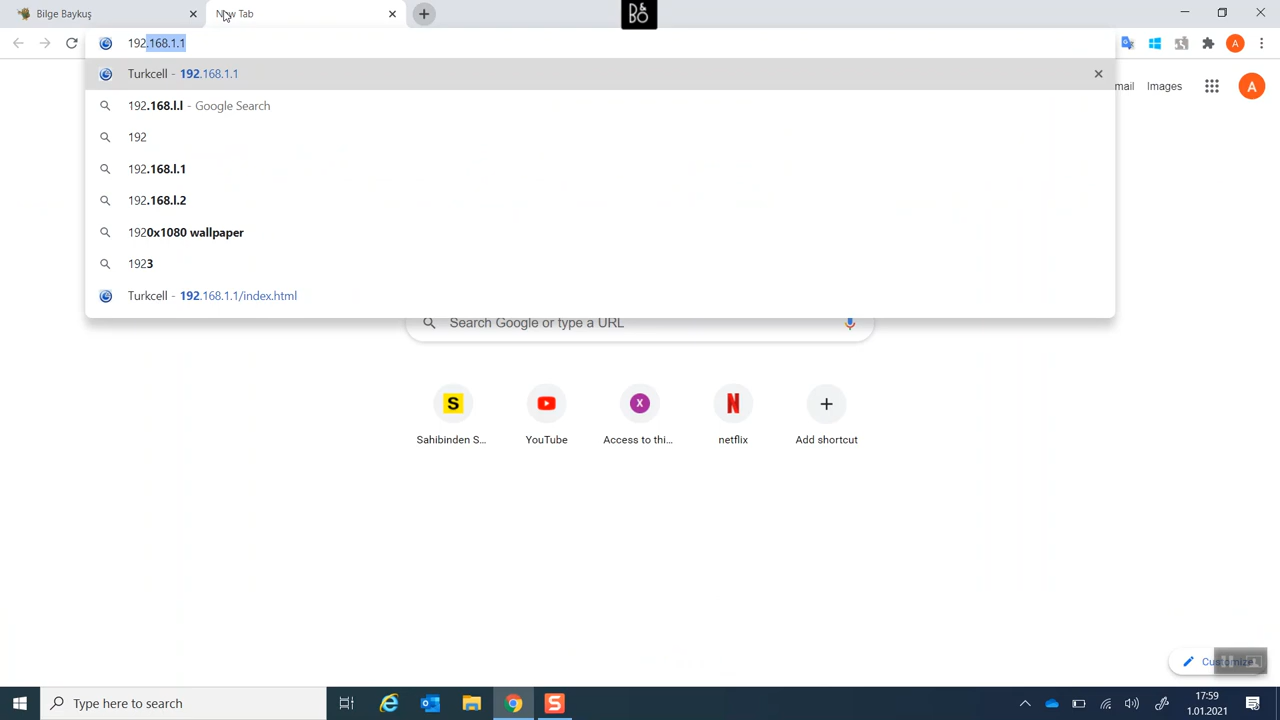 Bilge Baykuş
New Tab
B&O
192.168.1.1
Turkcell - 192.168.1.1
192.168.l.l - Google Search
192
192.168.l.1
192.168.l.2
1920x1080 wallpaper
1923
Turkcell - 192.168.1.1/index.html
mail
Images
A
A
Search Google or type a URL
S
X
N
Sahibinden S...
YouTube
Access to thi...
netflix
Add shortcut
Customize
Type here to search
S
17:59
1.01.2021